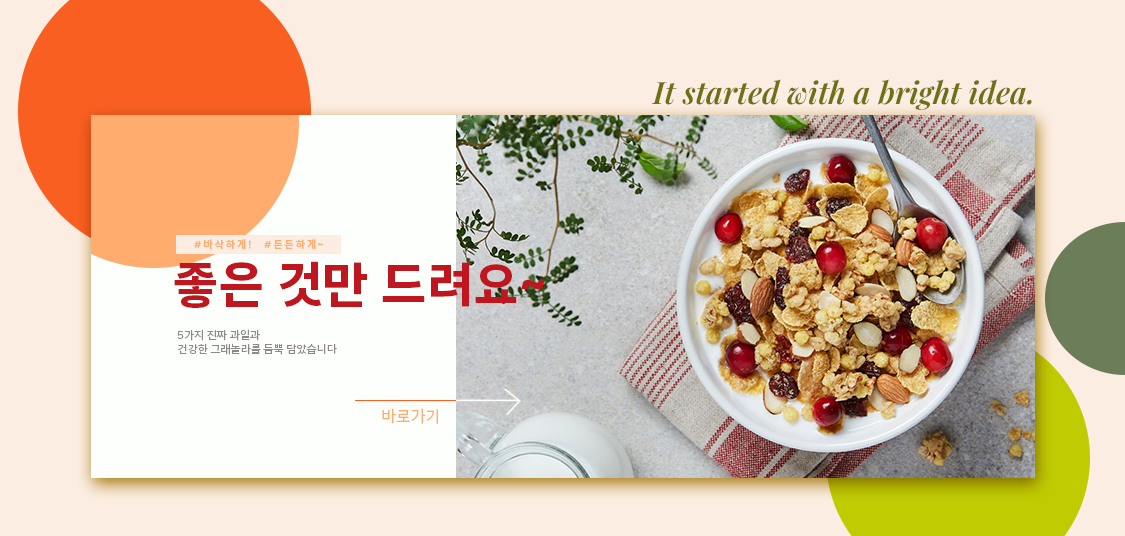 It started with a bright idea.
#바삭하게! #든든하게~
좋은 것만 드려요~
5가지 진짜 과일과
건강한 그래놀라를 듬뿍 담았습니다
바로가기